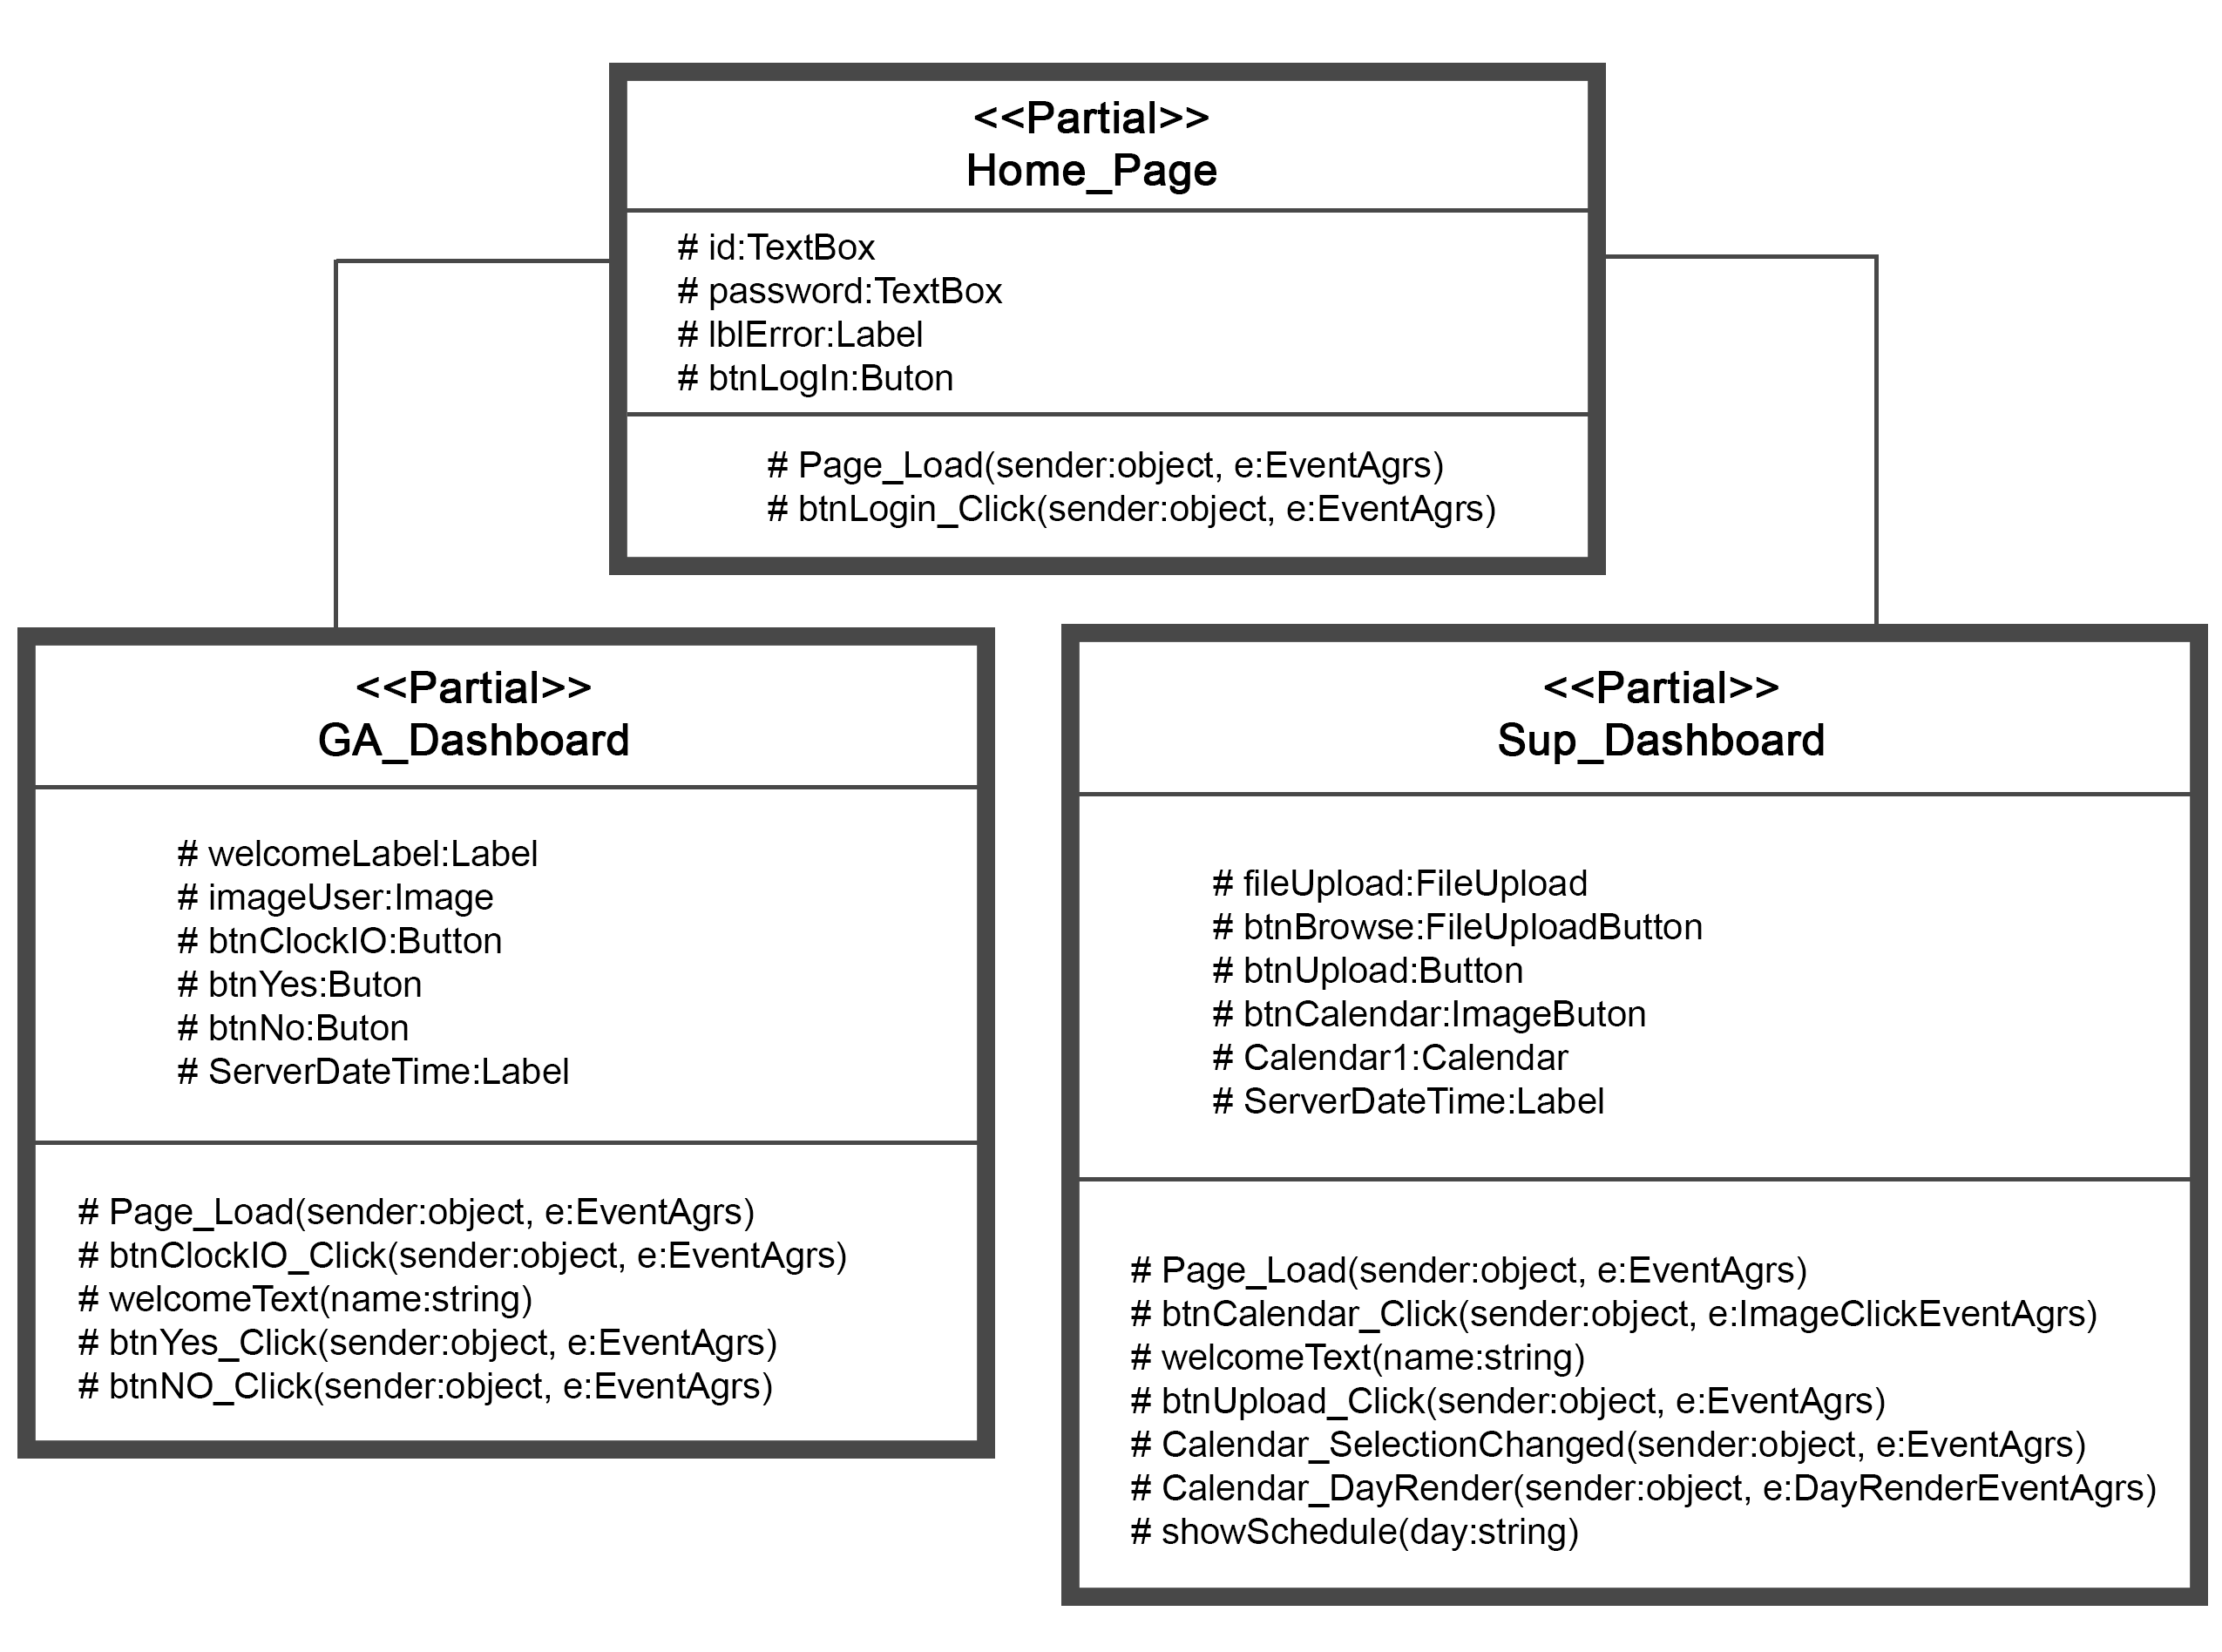 <<Partial>>
Home_Page
# id:TextBox
# password:TextBox
# lblError:Label
# btnLogIn:Buton
# Page_Load(sender:object, e:EventAgrs)
# btnLogin_Click(sender:object, e:EventAgrs)
<<Partial>>
GA_Dashboard
# welcomeLabel:Label
# imageUser:Image
# btnClockIO:Button
# btnYes:Buton
# btnNo:Buton
# ServerDateTime:Label
# Page_Load(sender:object, e:EventAgrs)
# btnClockIO_Click(sender:object, e:EventAgrs)
# welcomeText(name:string)
# btnYes_Click(sender:object, e:EventAgrs)
# btnNO_Click(sender:object, e:EventAgrs)
<<Partial>>
Sup_Dashboard
# fileUpload:FileUpload
# btnBrowse:FileUploadButton
# btnUpload:Button
# btnCalendar:ImageButon
# Calendar1:Calendar
# ServerDateTime:Label
# Page_Load(sender:object, e:EventAgrs)
# btnCalendar_Click(sender:object, e:ImageClickEventAgrs)
# welcomeText(name:string)
# btnUpload_Click(sender:object, e:EventAgrs)
# Calendar_SelectionChanged(sender:object, e:EventAgrs)
# Calendar_DayRender(sender:object, e:DayRenderEventAgrs)
# showSchedule(day:string)